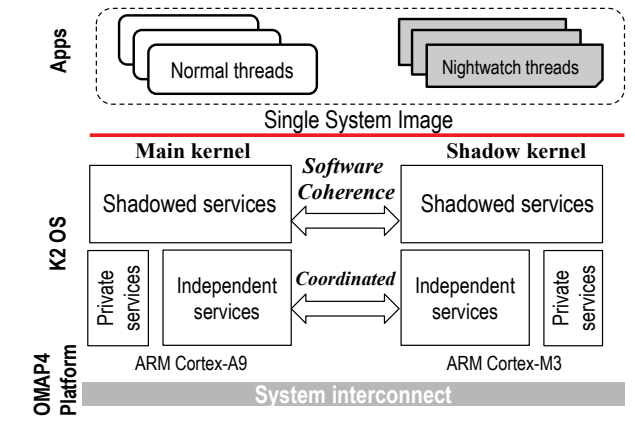 Apps
Normal threads
Nightwatch threads
Single System Image
K2 OS
Main kernel
Shadow kernel
Software
Coherence
Shadowed services
Shadowed services
Private
services
Independent
services
Coordinated
Independent
services
Private
services
OMAP4
Platform
ARM Cortex-A9
ARM Cortex-M3
System interconnect